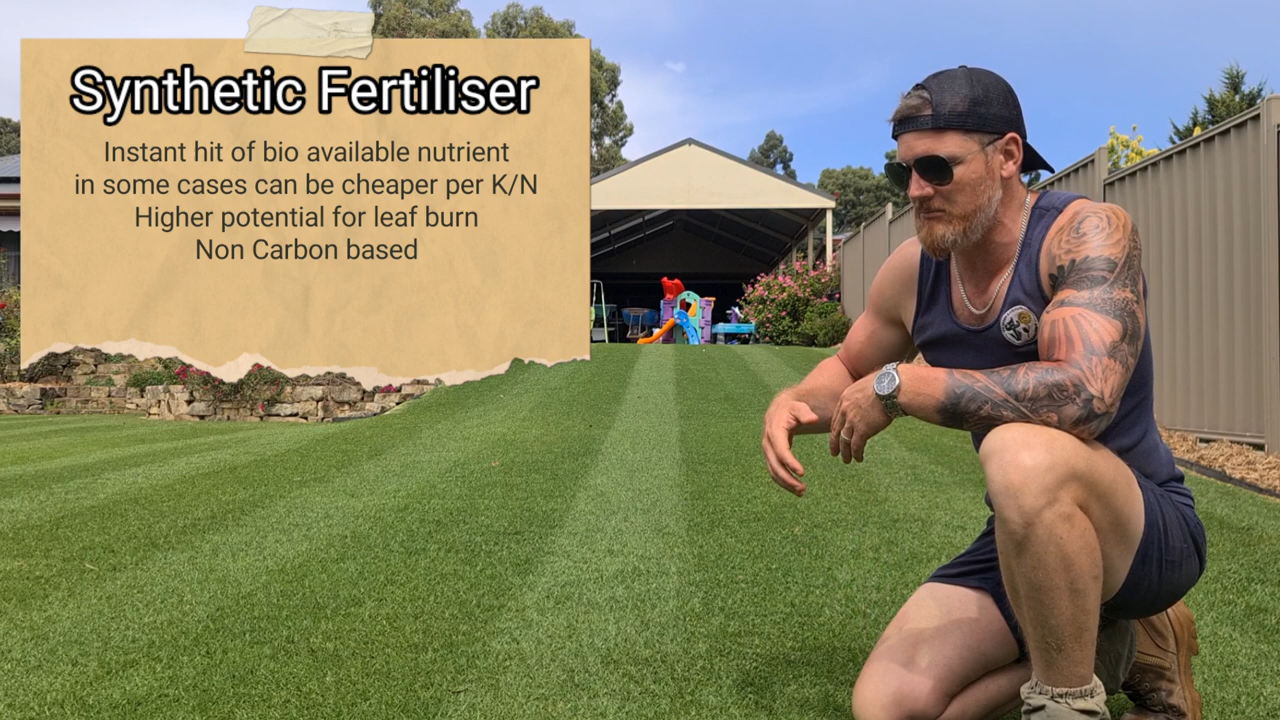 Synthetic Fertiliser
Instant hit of bio available nutrient
in some cases can be cheaper per K/N
Higher potential for leaf burn
Non Carbon based